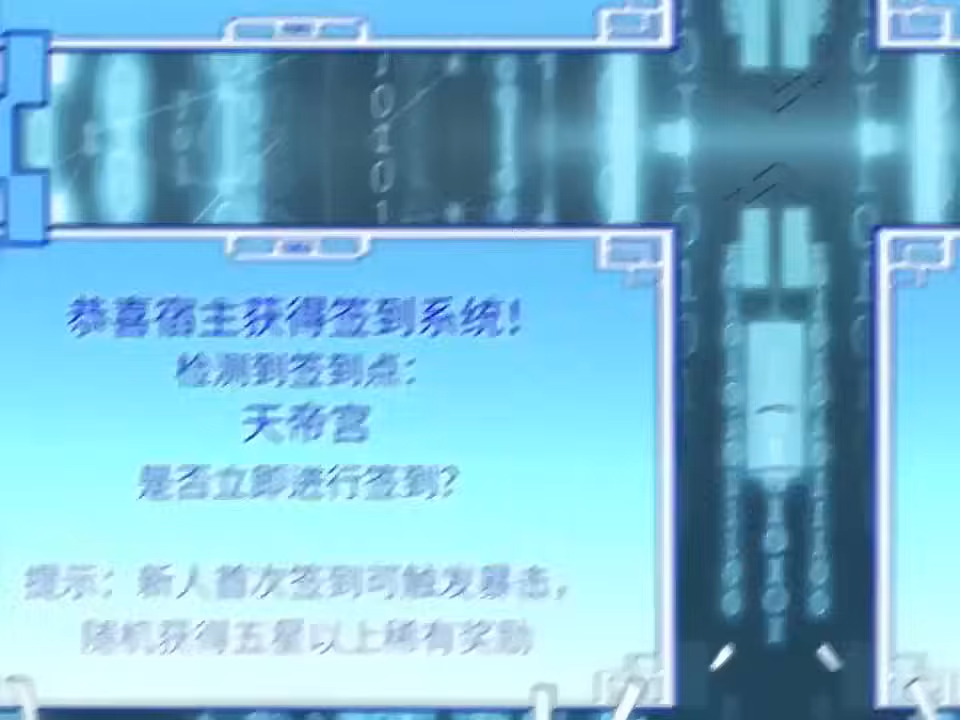 恭喜宿主获得签到系统！
检测到签到点：
天帝宫
是否立即进行签到？
提示：新人首次签到可触发暴击，
随机获得五星以上稀有奖励